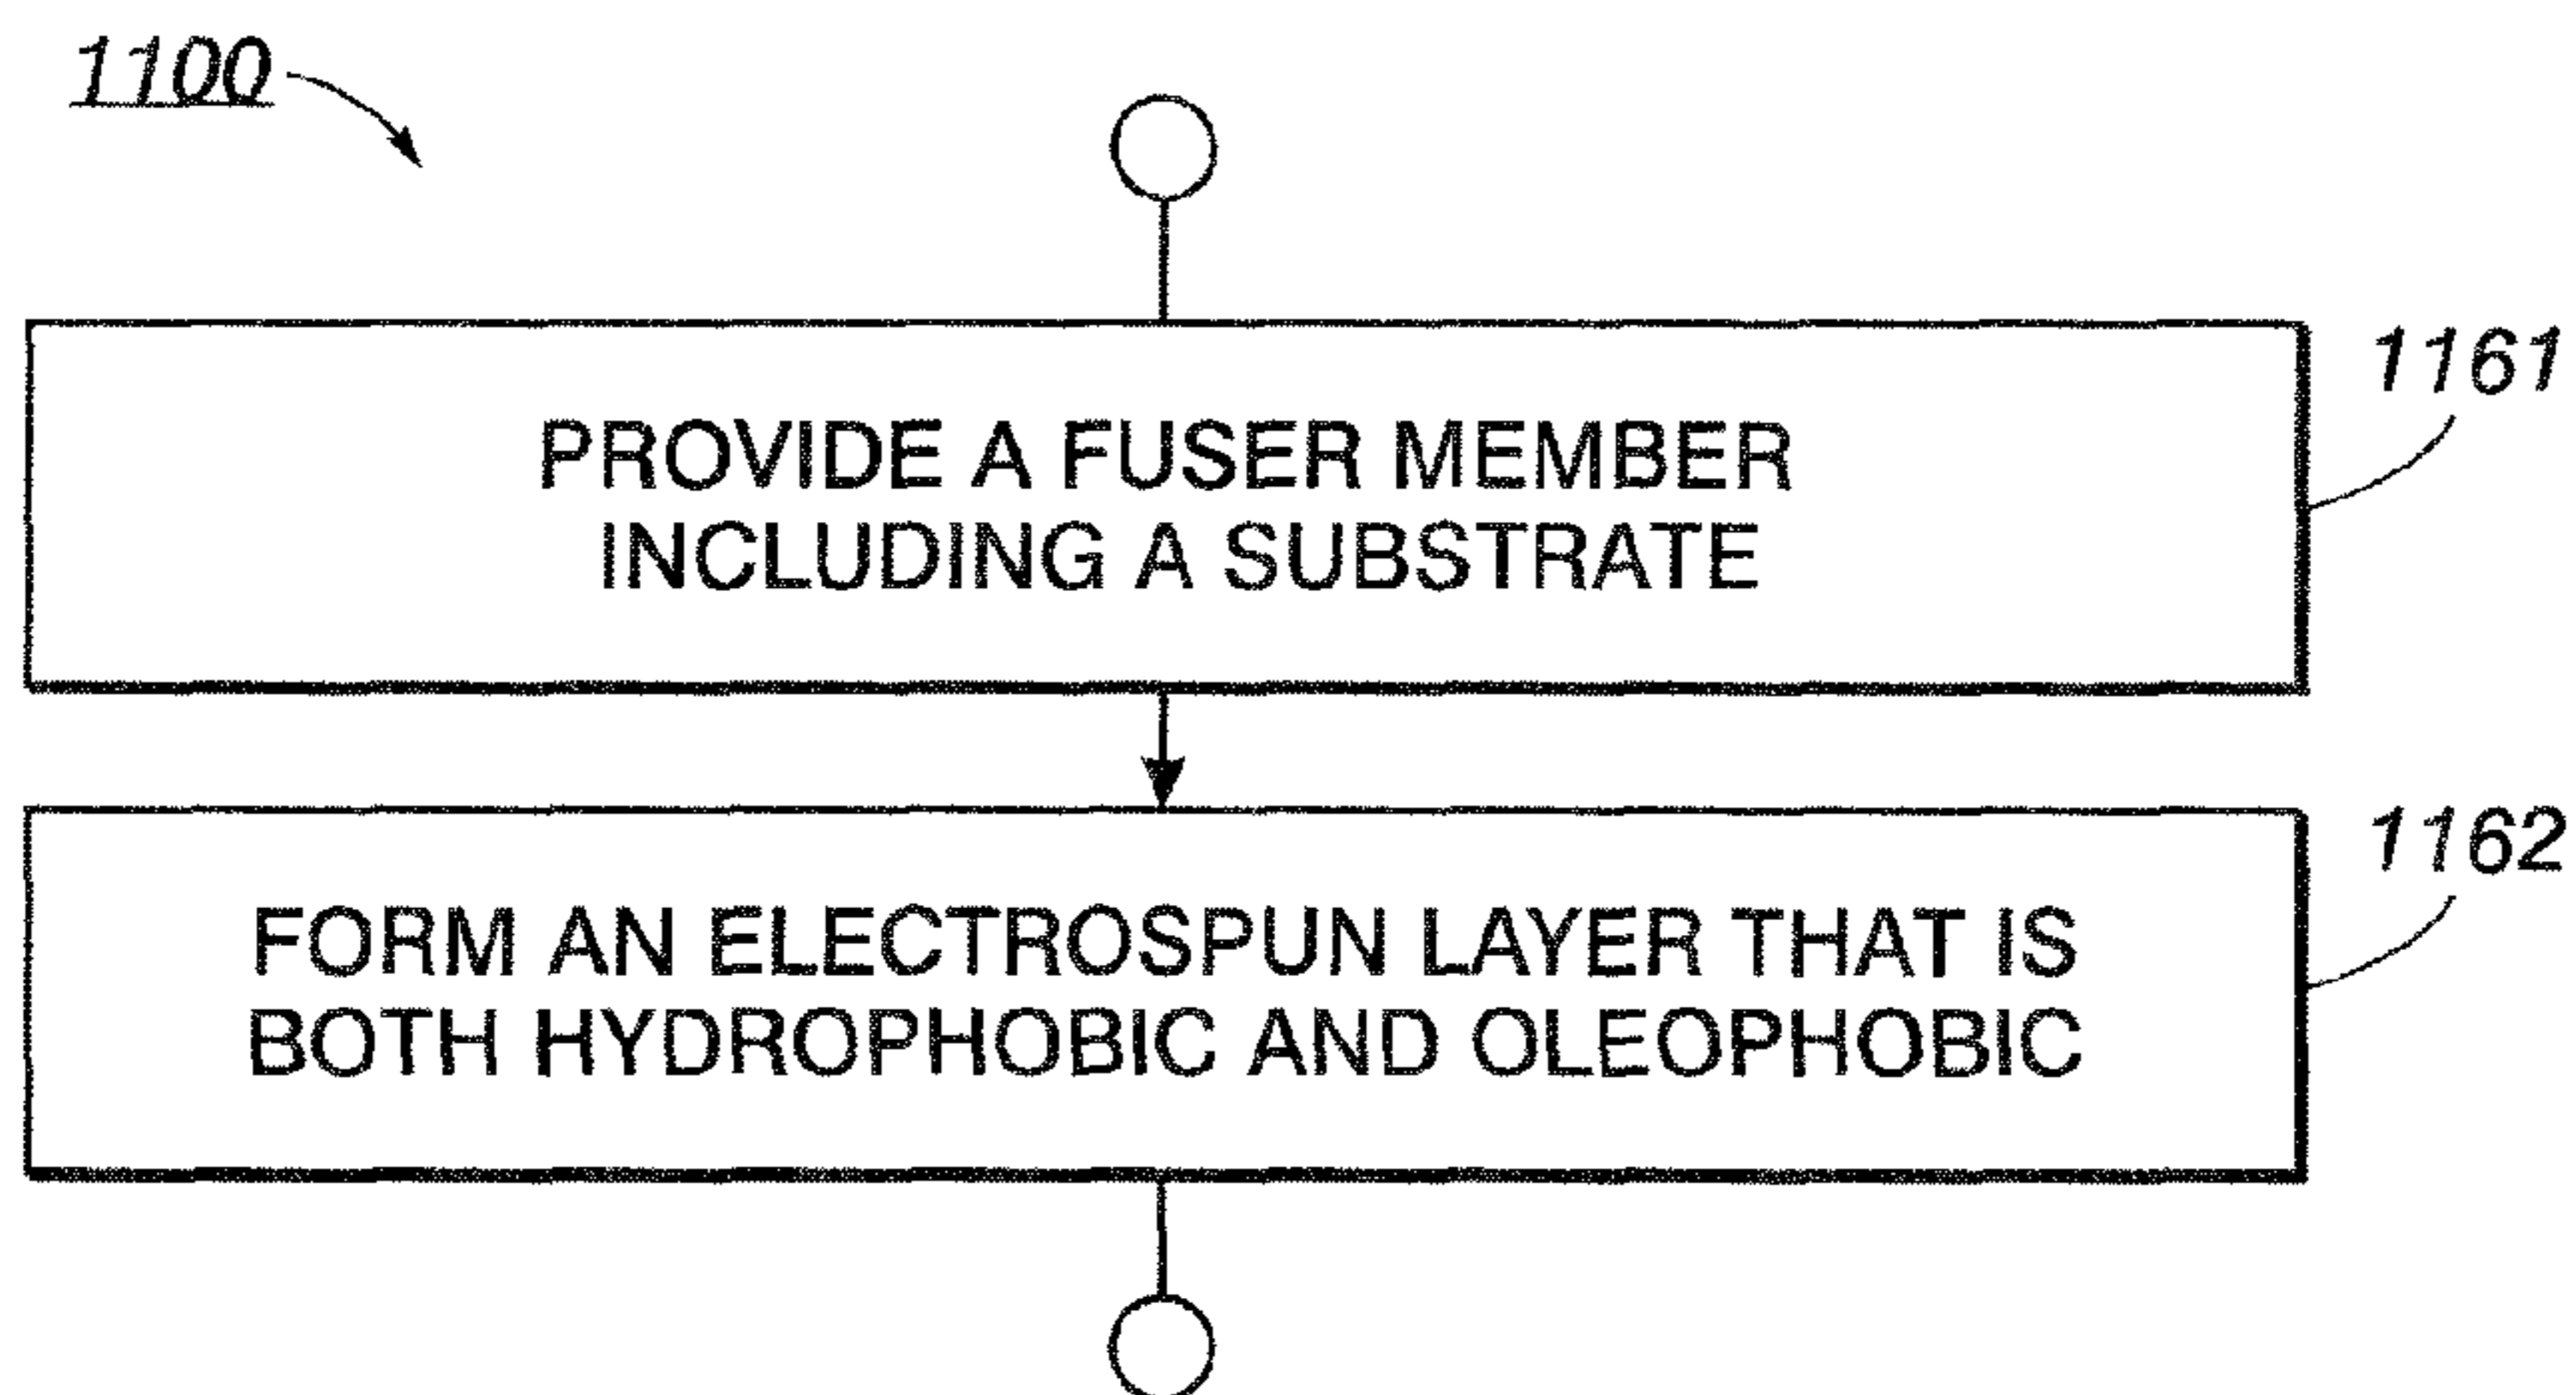 1100
PROVIDE A FUSER MEMBER
INCLUDING A SUBSTRATE
1161
FORM AN ELECTROSPUN LAYER THAT IS
BOTH HYDROPHOBIC AND OLEOPHOBIC
1162